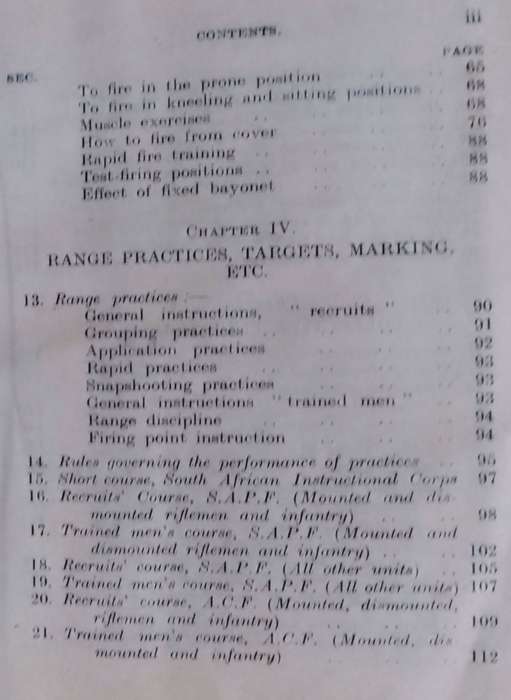 iii
CONTENTS.
SEC. PAGE
To fire in the prone position .. .. 65
To fire in kneeling and sitting positions .. 68
Muscle exercises .. .. .. 68
How to fire from cover .. .. 76
Rapid fire training .. .. .. 88
Test-firing positions .. .. .. 88
Effect of fixed bayonet .. .. 88
CHAPTER IV.
RANGE PRACTICES, TARGETS, MARKING,
ETC.
13. Range practices :—
General instructions, "recruits" .. 90
Grouping practices .. .. .. 91
Application practices .. .. .. 92
Rapid practices .. .. .. 93
Snapshooting practices .. .. 93
General instructions "trained men" .. 93
Range discipline .. .. .. 94
Firing point instruction .. .. .. 94
14. Rules governing the performance of practices .. 95
15. Short course, South African Instructional Corps 97
16. Recruits' Course, S.A.P.F. (Mounted and dis-
mounted riflemen and infantry) .. .. 98
17. Trained men's course, S.A.P.F. (Mounted and
dismounted riflemen and infantry) .. .. 102
18. Recruits' course, S.A.P.F. (All other units) .. 105
19. Trained men's course, S.A.P.F. (All other units) 107
20. Recruits' course, A.C.F. (Mounted, dismounted,
riflemen and infantry) .. .. .. 109
21. Trained men's course, A.C.F. (Mounted, dis
mounted and infantry) .. .. .. 112